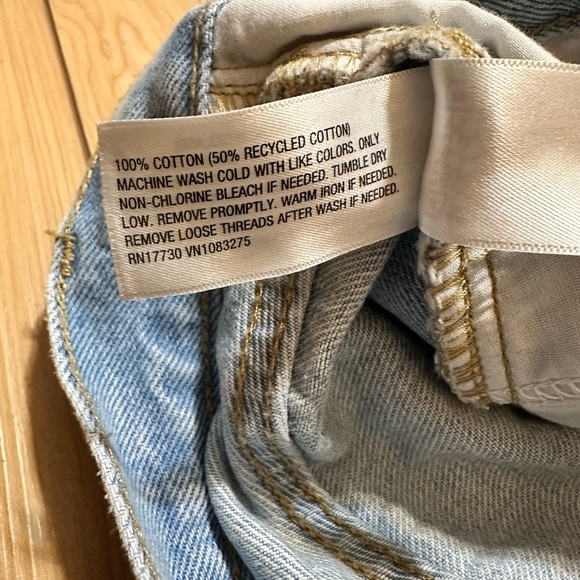 100% COTTON (50% RECYCLED COTTON)
MACHINE WASH COLD WITH LIKE COLORS. ONLY
NON-CHLORINE BLEACH IF NEEDED. TUMBLE DRY
LOW. REMOVE PROMPTLY. WARM IRON IF NEEDED.
REMOVE LOOSE THREADS AFTER WASH IF NEEDED.
RN17730 VN1083275